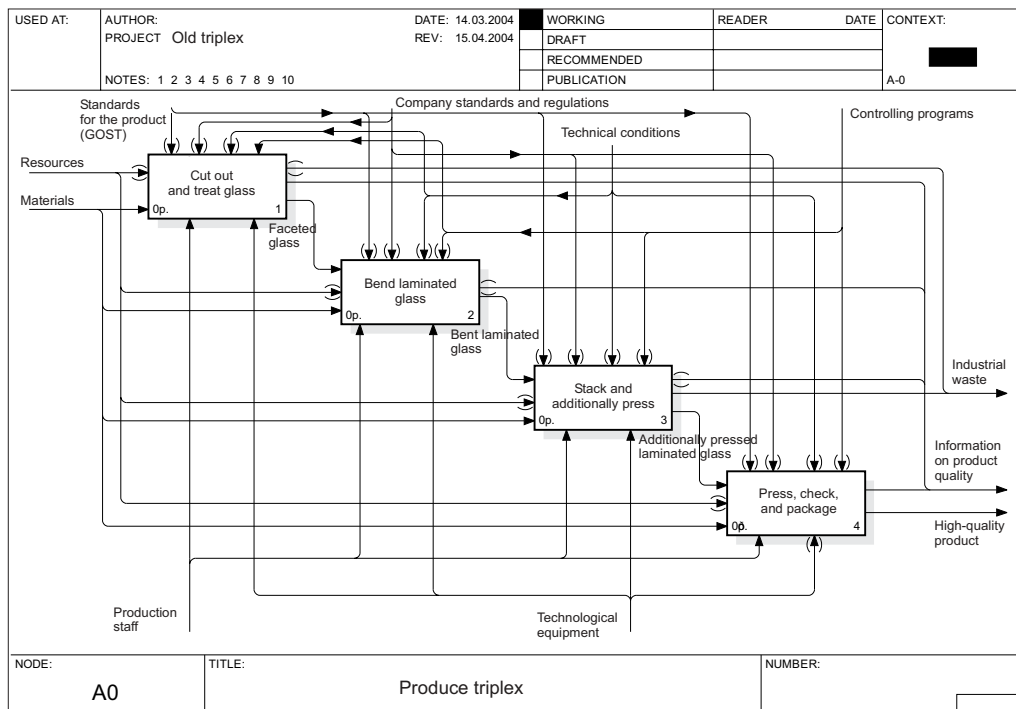 USED AT:
AUTHOR:
DATE: 14.03.2004
WORKING
READER
DATE
CONTEXT:
PROJECT Old triplex
REV: 15.04.2004
DRAFT
RECOMMENDED
NOTES: 1 2 3 4 5 6 7 8 9 10
PUBLICATION
A-0
Standards
for the product
(GOST)
Company standards and regulations
Technical conditions
Controlling programs
Resources
Materials
Cut out
and treat glass
0p.
1
Faceted
glass
Bend laminated
glass
0p.
2
Bent laminated
glass
Stack and
additionally press
0p.
3
Industrial
waste
Additionally pressed
laminated glass
Information
on product
quality
Press, check,
and package
4
High-quality
product
Production
staff
Technological
equipment
NODE:
TITLE:
NUMBER:
A0
Produce triplex